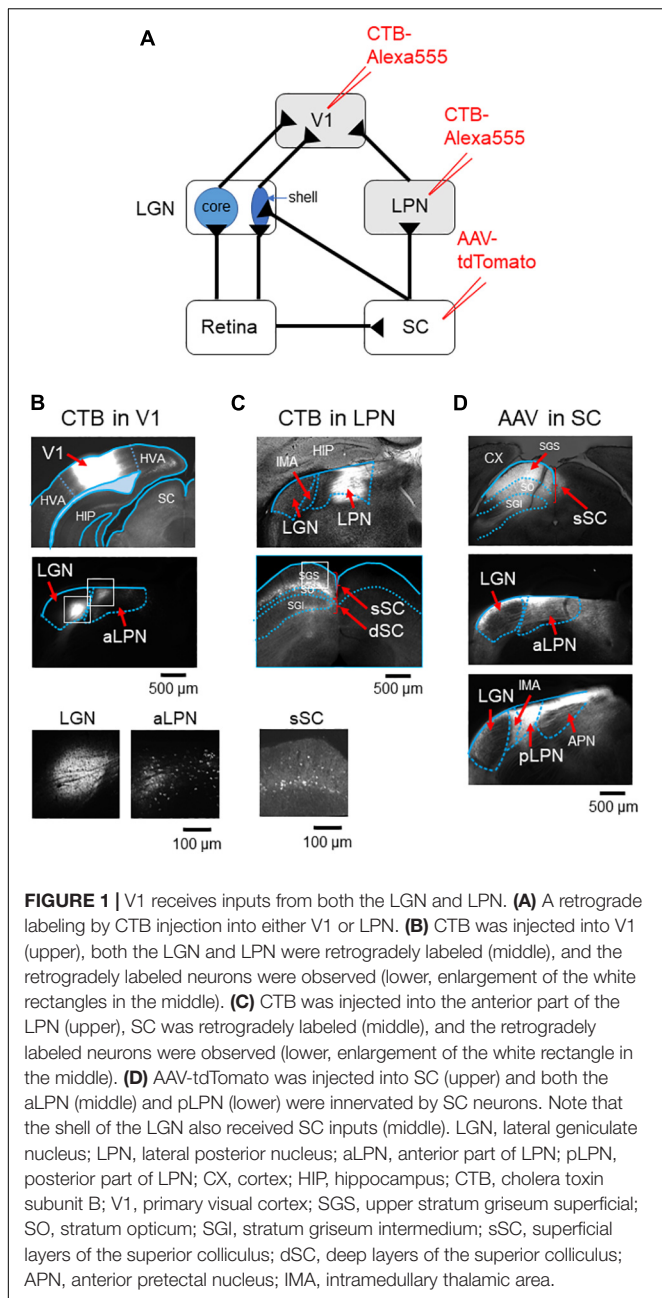 A
CTB-
Alexa555
V1
CTB-
Alexa555
LGN
core
shell
LPN
AAV-
tdTomato
Retina
SC
B
CTB in V1
V1
HVA
HVA
HIP
SC
LGN
aLPN
500 µm
LGN
aLPN
100 µm
C
CTB in LPN
HIP
IMA
LGN
LPN
SGS
SO
SGI
sSC
dSC
500 µm
sSC
100 µm
D
AAV in SC
CX
SGS
SO
SGI
sSC
LGN
aLPN
LGN
IMA
pLPN
APN
500 µm
FIGURE 1 | V1 receives inputs from both the LGN and LPN. (A) A retrograde
labeling by CTB injection into either V1 or LPN. (B) CTB was injected into V1
(upper), both the LGN and LPN were retrogradely labeled (middle), and the
retrogradely labeled neurons were observed (lower, enlargement of the white
rectangles in the middle). (C) CTB was injected into the anterior part of the
LPN (upper), SC was retrogradely labeled (middle), and the retrogradely
labeled neurons were observed (lower, enlargement of the white rectangle in
the middle). (D) AAV-tdTomato was injected into SC (upper) and both the
aLPN (middle) and pLPN (lower) were innervated by SC neurons. Note that
the shell of the LGN also received SC inputs (middle). LGN, lateral geniculate
nucleus; LPN, lateral posterior nucleus; aLPN, anterior part of LPN; pLPN,
posterior part of LPN; CX, cortex; HIP, hippocampus; CTB, cholera toxin
subunit B; V1, primary visual cortex; SGS, upper stratum griseum superficial;
SO, stratum opticum; SGI, stratum griseum intermedium; sSC, superficial
layers of the superior colliculus; dSC, deep layers of the superior colliculus;
APN, anterior pretectal nucleus; IMA, intramedullary thalamic area.